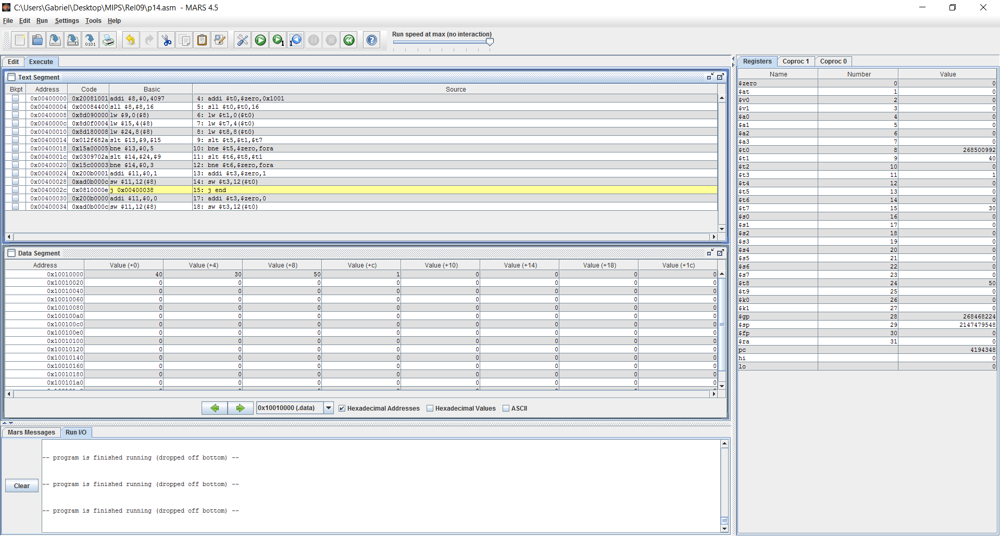 C:\Users\Gabriel\Desktop\MIPS\Rel09\p14.asm - MARS 4.5
File Edit Run Settings Tools Help
Run speed at max (no interaction)
Edit Execute
Text Segment
Bkpt Address Code Basic Source
0x00400000 0x20081001 addi $8,$0,4097 4: addi $t0,$zero,0x1001
0x00400004 0x00084400 sll $8,$8,16 5: sll $t0,$t0,16
0x00400008 0x8d090000 lw $9,0($8) 6: lw $t1,0($t0)
0x0040000c 0x8d0f0004 lw $15,4($8) 7: lw $t7,4($t0)
0x00400010 0x8d180008 lw $24,8($8) 8: lw $t8,8($t0)
0x00400014 0x012f682a slt $13,$9,$15 9: slt $t5,$t1,$t7
0x00400018 0x15a00005 bne $13,$0,5 10: bne $t5,$zero,fora
0x0040001c 0x0309702a slt $14,$24,$9 11: slt $t6,$t8,$t1
0x00400020 0x15c00003 bne $14,$0,3 12: bne $t6,$zero,fora
0x00400024 0x200b0001 addi $11,$0,1 13: addi $t3,$zero,1
0x00400028 0xad0b000c sw $11,12($8) 14: sw $t3,12($t0)
0x0040002c 0x0810000e j 0x00400038 15: j end
0x00400030 0x200b0000 addi $11,$0,0 17: addi $t3,$zero,0
0x00400034 0xad0b000c sw $11,12($8) 18: sw $t3,12($t0)
Data Segment
Address Value (+0) Value (+4) Value (+8) Value (+c) Value (+10) Value (+14) Value (+18) Value (+1c)
0x10010000 40 30 50 1 0 0 0 0
0x10010020 0 0 0 0 0 0 0 0
0x10010040 0 0 0 0 0 0 0 0
0x10010060 0 0 0 0 0 0 0 0
0x10010080 0 0 0 0 0 0 0 0
0x100100a0 0 0 0 0 0 0 0 0
0x100100c0 0 0 0 0 0 0 0 0
0x100100e0 0 0 0 0 0 0 0 0
0x10010100 0 0 0 0 0 0 0 0
0x10010120 0 0 0 0 0 0 0 0
0x10010140 0 0 0 0 0 0 0 0
0x10010160 0 0 0 0 0 0 0 0
0x10010180 0 0 0 0 0 0 0 0
0x100101a0 0 0 0 0 0 0 0 0
0x10010000 (.data) Hexadecimal Addresses Hexadecimal Values ASCII
Mars Messages Run I/O
-- program is finished running (dropped off bottom) --
-- program is finished running (dropped off bottom) --
-- program is finished running (dropped off bottom) --
Clear
Registers Coproc 1 Coproc 0
Name Number Value
$zero 0 0
$at 1 0
$v0 2 0
$v1 3 0
$a0 4 0
$a1 5 0
$a2 6 0
$a3 7 0
$t0 8 268500992
$t1 9 40
$t2 10 0
$t3 11 1
$t4 12 0
$t5 13 0
$t6 14 0
$t7 15 30
$s0 16 0
$s1 17 0
$s2 18 0
$s3 19 0
$s4 20 0
$s5 21 0
$s6 22 0
$s7 23 0
$t8 24 50
$t9 25 0
$k0 26 0
$k1 27 0
$gp 28 268468224
$sp 29 2147479548
$fp 30 0
$ra 31 0
pc 4194348
hi 0
lo 0